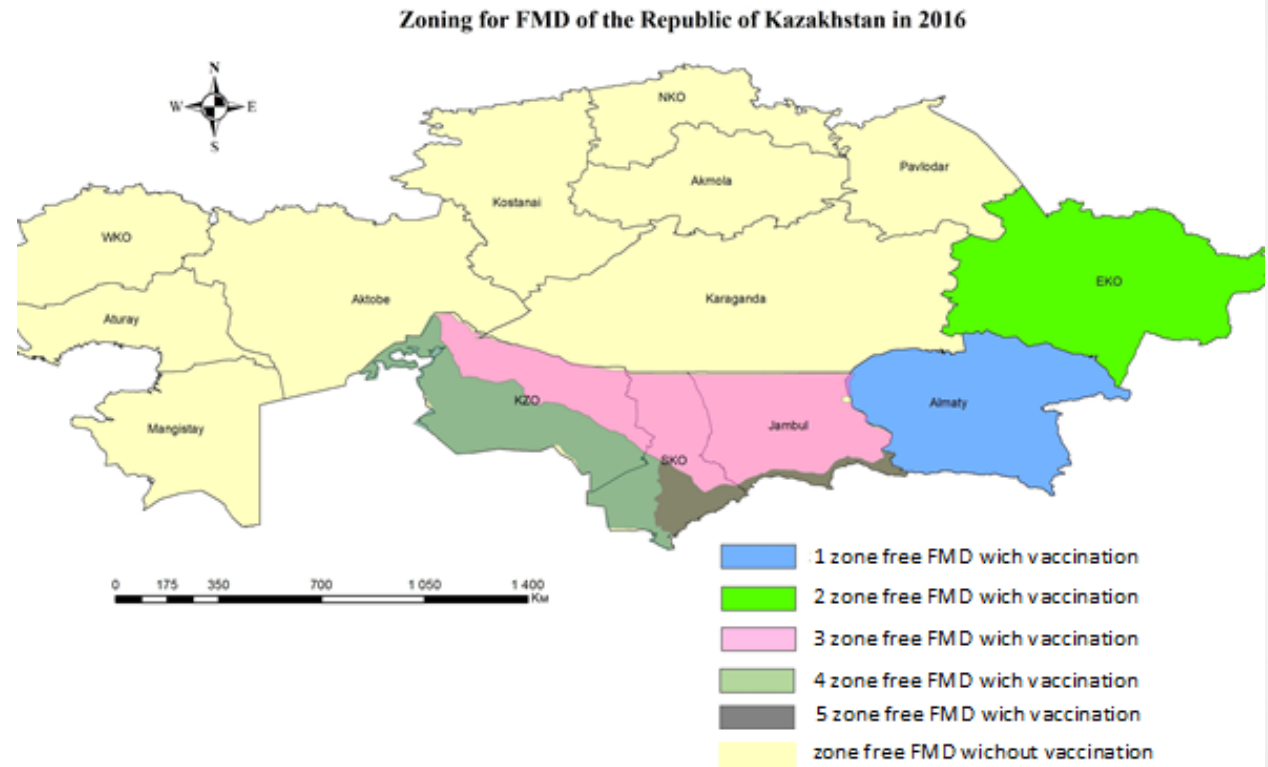 Zoning for FMD of the Republic of Kazakhstan in 2016
N
W E
S
NKO
Pavlodar
Akmola
Kostanai
WKO
EKO
Aktobe
Karaganda
Aturay
KZO
Almaty
Mangistay
Jambul
SKO
1 zone free FMD wich vaccination
0 175 350 700 1 050 1 400
Км
2 zone free FMD wich vaccination
3 zone free FMD wich vaccination
4 zone free FMD wich vaccination
5 zone free FMD wich vaccination
zone free FMD wichout vaccination